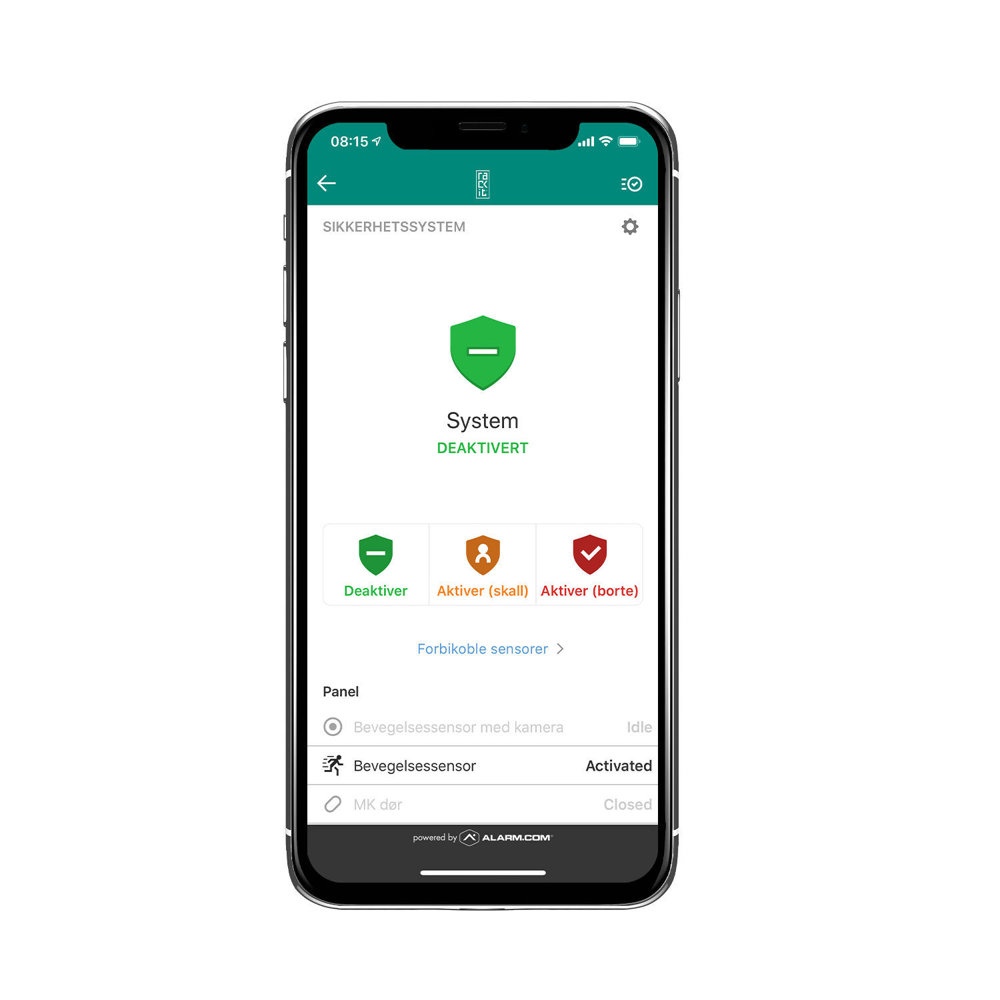 08:15
rackit
SIKKERHETSSYSTEM
System
DEAKTIVERT
Deaktiver
Aktiver (skall)
Aktiver (borte)
Forbikoble sensorer
Panel
Bevegelsessensor med kamera Idle
Bevegelsessensor Activated
MK dør Closed
powered by ALARM.COM®